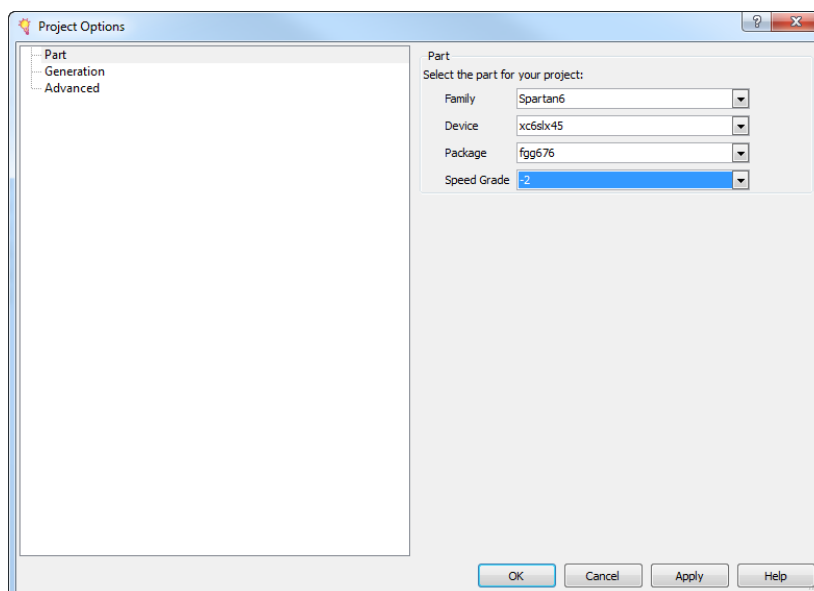 Project Options
Part
Generation
Advanced
Part
Select the part for your project:
Family Spartan6
Device xc6slx45
Package fgg676
Speed Grade -2
OK Cancel Apply Help